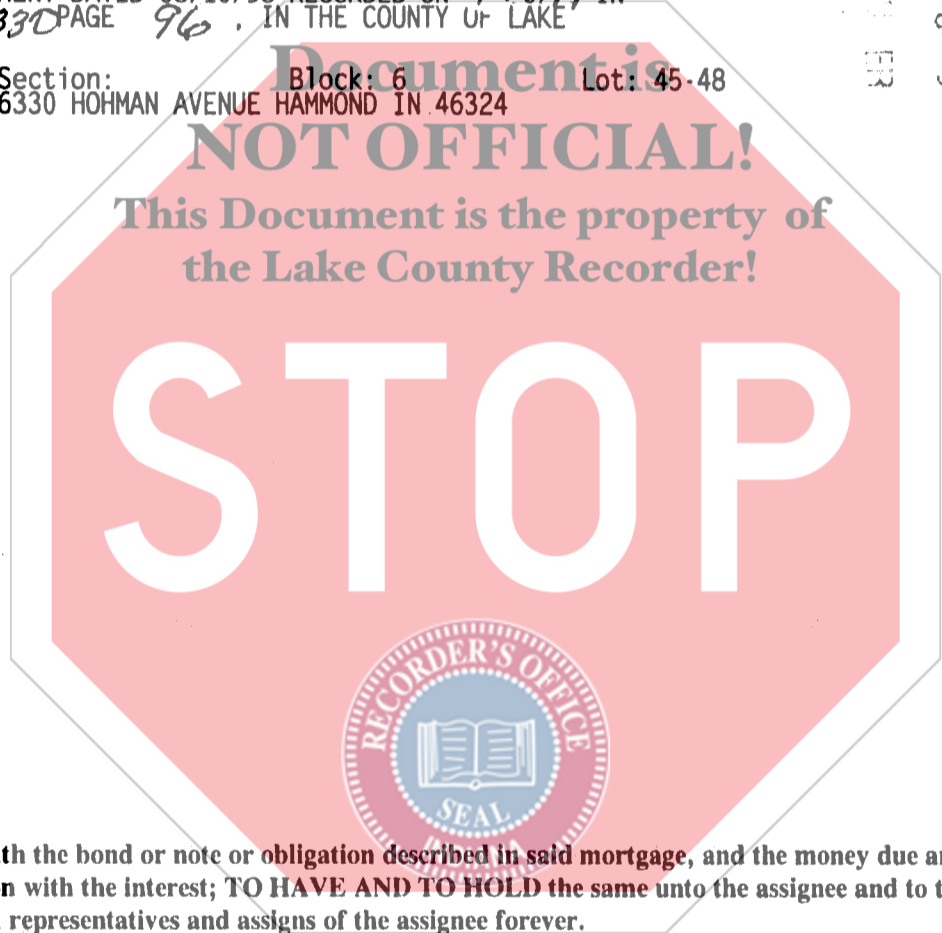 330 PAGE 96 . IN THE COUNTY Ur LAKE
Section: Block: 6 Lot: 45-48
6330 HOHMAN AVENUE HAMMOND IN 46324
Document is
NOT OFFICIAL!
This Document is the property of
the Lake County Recorder!
STOP
RECORDER'S OFFICE
SEAL
th the bond or note or obligation described in said mortgage, and the money due
n with the interest; TO HAVE AND TO HOLD the same unto the assignee and to
representatives and assigns of the assignee forever.